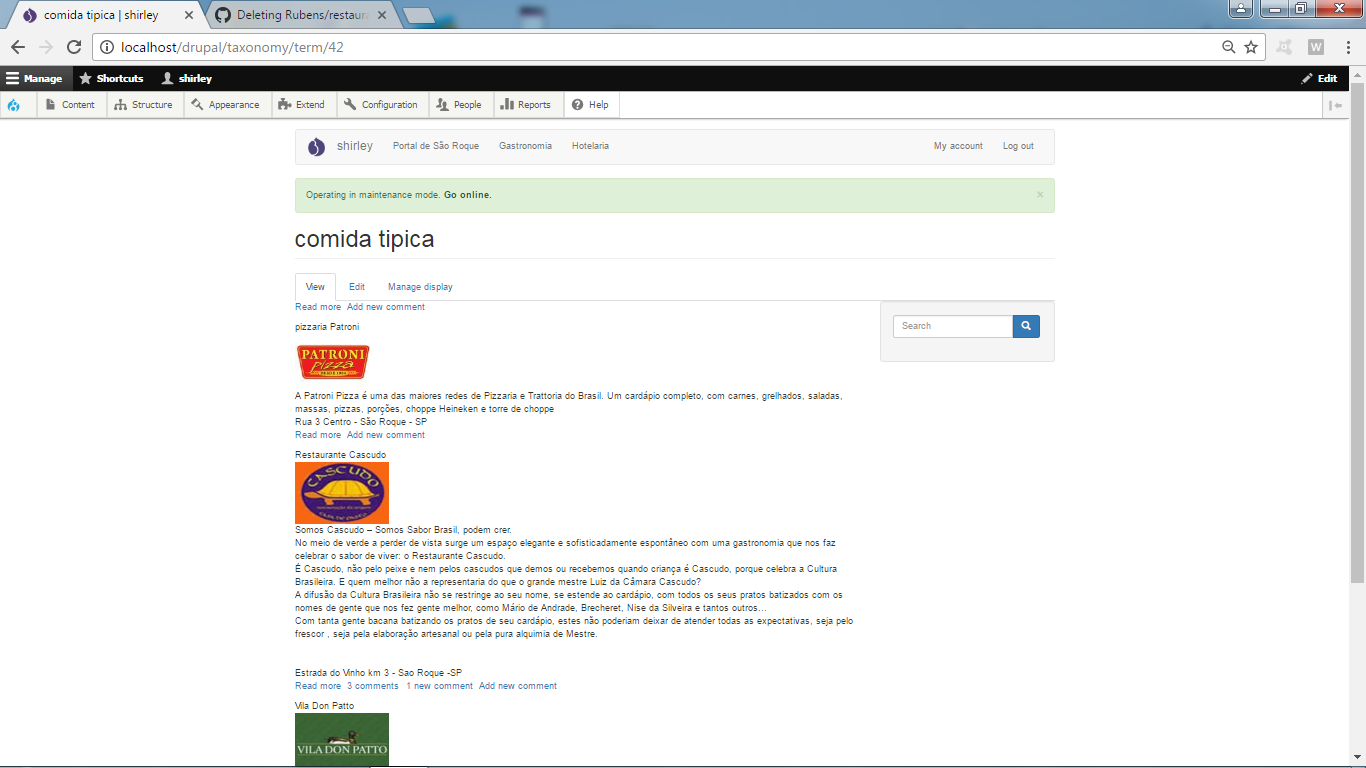 comida tipica | shirley
Deleting Rubens/restaur
localhost/drupal/taxonomy/term/42
W
Manage
Shortcuts
shirley
Edit
Content
Structure
Appearance
Extend
Configuration
People
Reports
Help
shirley
Portal de São Roque
Gastronomia
Hotelaria
My account
Log out
Operating in maintenance mode. Go online.
×
comida tipica
View
Edit
Manage display
Read more Add new comment
Search
pizzaria Patroni
PATRONI
pizza
A Patroni Pizza é uma das maiores redes de Pizzaria e Trattoria do Brasil. Um cardápio completo, com carnes, grelhados, saladas,
massas, pizzas, porções, choppe Heineken e torre de choppe
Rua 3 Centro - São Roque - SP
Read more Add new comment
Restaurante Cascudo
CASCUDO
Somos Cascudo – Somos Sabor Brasil, podem crer.
No meio de verde a perder de vista surge um espaço elegante e sofisticadamente espontâneo com uma gastronomia que nos faz
celebrar o sabor de viver: o Restaurante Cascudo.
É Cascudo, não pelo peixe e nem pelos cascudos que demos ou recebemos quando criança é Cascudo, porque celebra a Cultura
Brasileira. E quem melhor não a representaria do que o grande mestre Luiz da Câmara Cascudo?
A difusão da Cultura Brasileira não se restringe ao seu nome, se estende ao cardápio, com todos os seus pratos batizados com os
nomes de gente que nos fez gente melhor, como Mário de Andrade, Brecheret, Nise da Silveira e tantos outros...
Com tanta gente bacana batizando os pratos de seu cardápio, estes não poderiam deixar de atender todas as expectativas, seja pelo
frescor , seja pela elaboração artesanal ou pela pura alquimia de Mestre.
Estrada do Vinho km 3 - Sao Roque -SP
Read more 3 comments 1 new comment Add new comment
Vila Don Patto
VILA DON PATTO